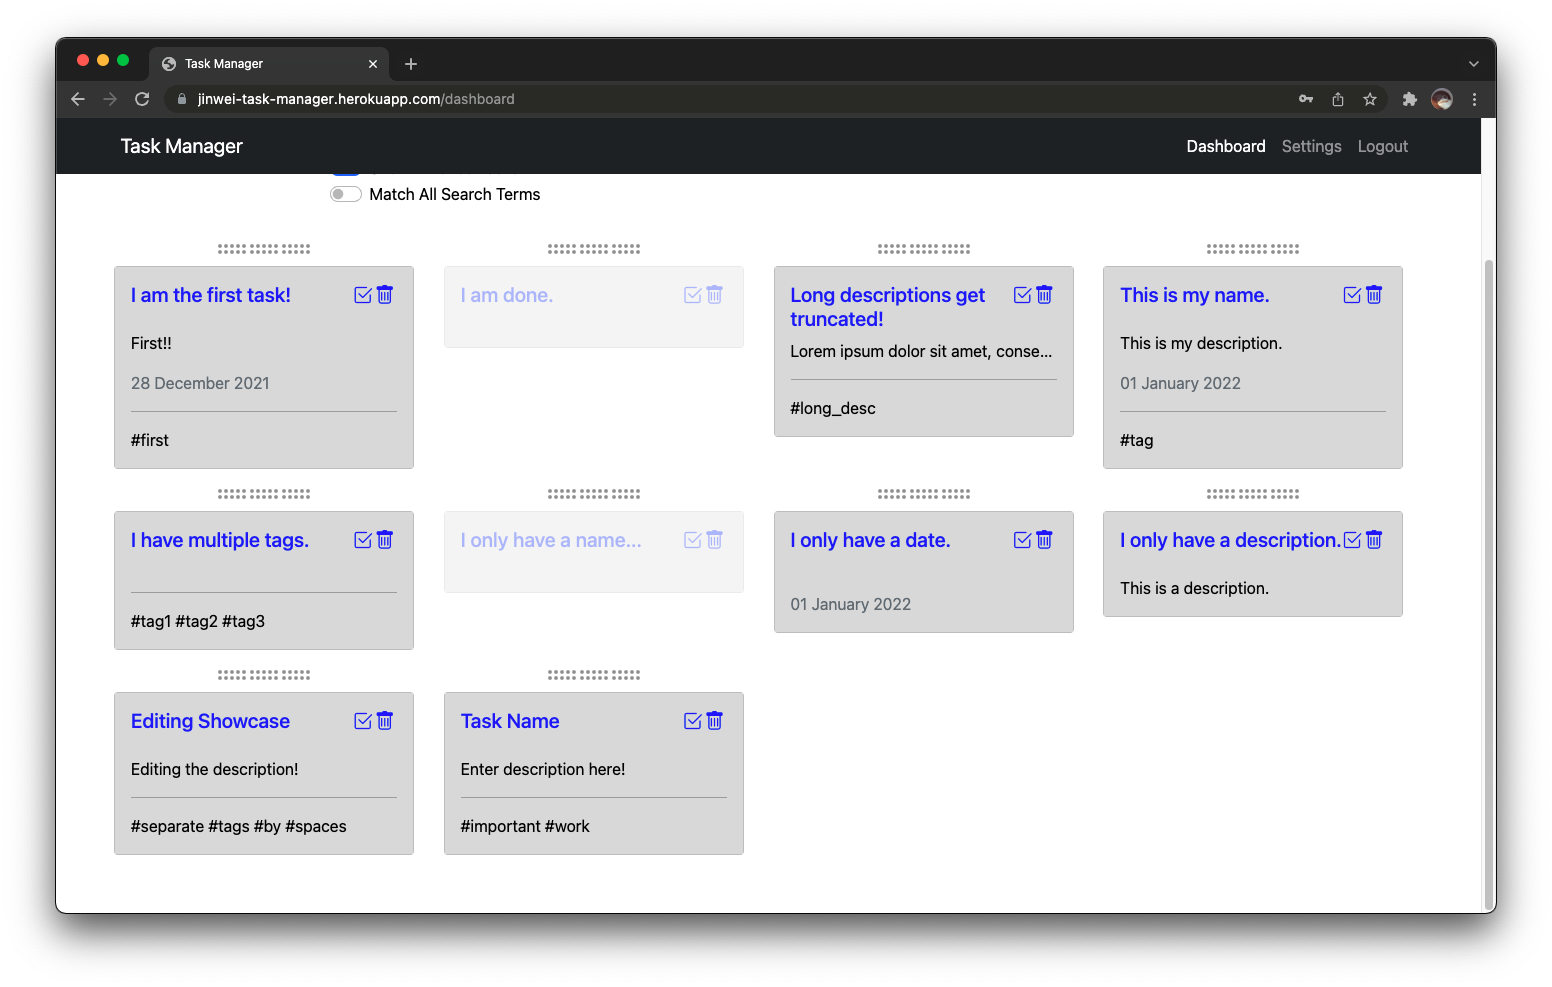 Task Manager
jinwei-task-manager.herokuapp.com/dashboard
Task Manager
Dashboard Settings Logout
Match All Search Terms
I am the first task!
First!!
28 December 2021
#first
I am done.
Long descriptions get
truncated!
Lorem ipsum dolor sit amet, conse...
#long_desc
This is my name.
This is my description.
01 January 2022
#tag
I have multiple tags.
#tag1 #tag2 #tag3
I only have a name...
I only have a date.
01 January 2022
I only have a description.
This is a description.
Editing Showcase
Editing the description!
#separate #tags #by #spaces
Task Name
Enter description here!
#important #work